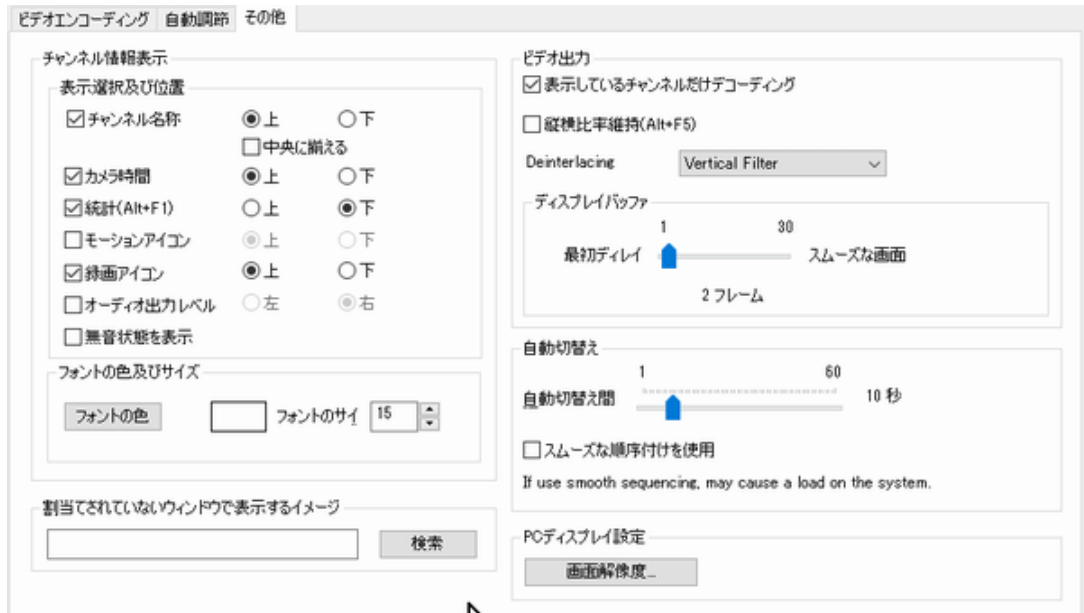 ビデオエンコーディング 自動調節 その他
チャンネル情報表示
表示選択及び位置
チャンネル名称 上 下
中央に揃える
カメラ時間 上 下
統計(Alt+F1) 上 下
モーションアイコン 上 下
録画アイコン 上 下
オーディオ出力レベル 左 右
無音状態を表示
フォントの色及びサイズ
フォントの色 フォントのサイ 15
割当てされていないウィンドウで表示するイメージ
検索
ビデオ出力
表示しているチャンネルだけデコーディング
縦横比率維持(Alt+F5)
Deinterlacing Vertical Filter
ディスプレイバッファ
1 30
最初ディレイ スムーズな画面
2 フレーム
自動切替え
1 60
自動切替え間 10 秒
スムーズな順序付けを使用
If use smooth sequencing, may cause a load on the system.
PCディスプレイ設定
画面解像度...